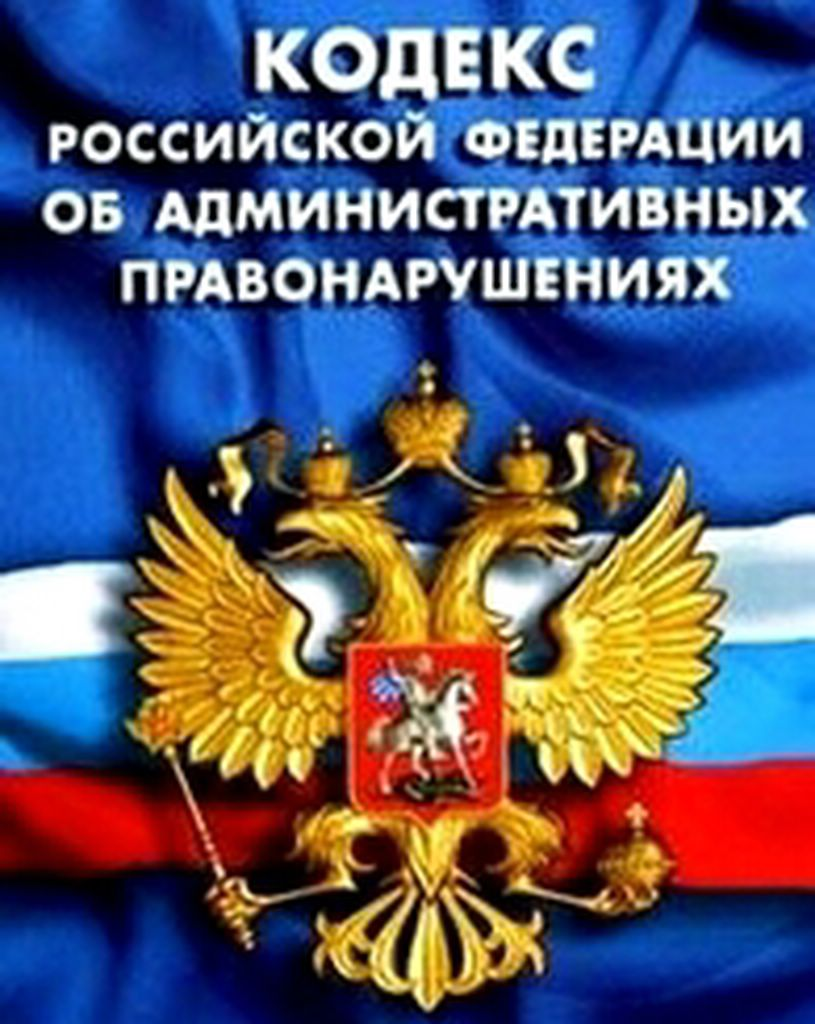 КОДЕКС
РОССИЙСКОЙ ФЕДЕРАЦИИ
ОБ АДМИНИСТРАТИВНЫХ
ПРАВОНАРУШЕНИЯХ